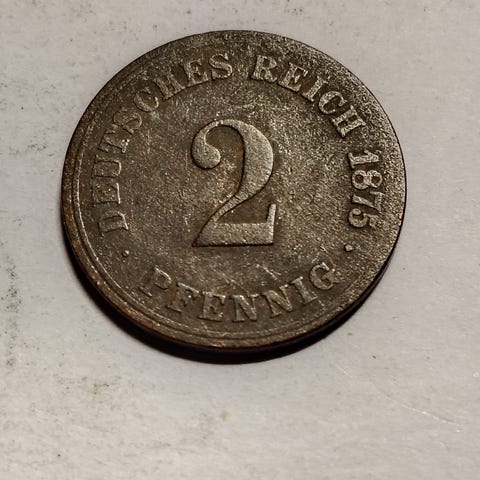 DEUTSCHES REICH 1875
2
· PFENNIG ·